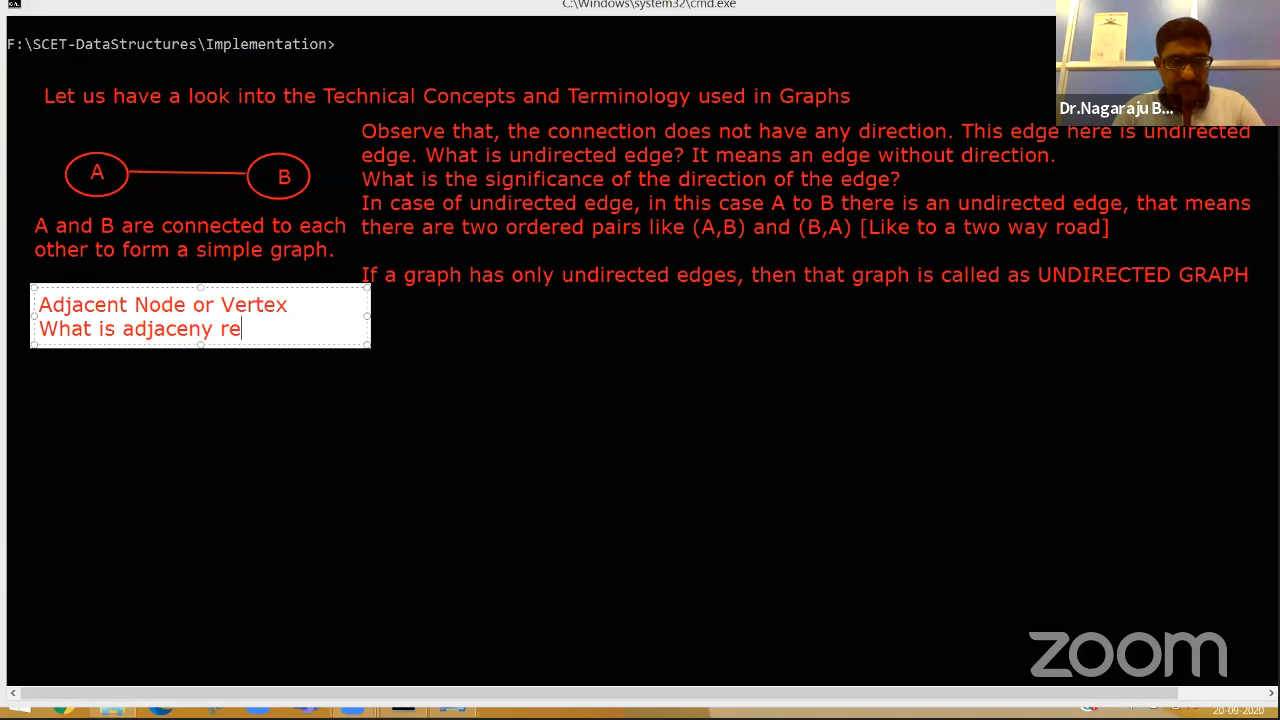 C:\Windows\system32\cmd.exe
F:\SCET-DataStructures\Implementation>
Let us have a look into the Technical Concepts and Terminology used in Graphs
Dr.Nagaraju B...
A
B
A and B are connected to each
other to form a simple graph.
Observe that, the connection does not have any direction. This edge here is undirected
edge. What is undirected edge? It means an edge without direction.
What is the significance of the direction of the edge?
In case of undirected edge, in this case A to B there is an undirected edge, that means
there are two ordered pairs like (A,B) and (B,A) [Like to a two way road]
If a graph has only undirected edges, then that graph is called as UNDIRECTED GRAPH
Adjacent Node or Vertex
What is adjaceny re
zoom
20-09-2020